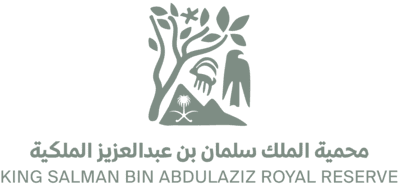 محمية الملك سلمان بن عبدالعزيز الملكية
KING SALMAN BIN ABDULAZIZ ROYAL RESERVE